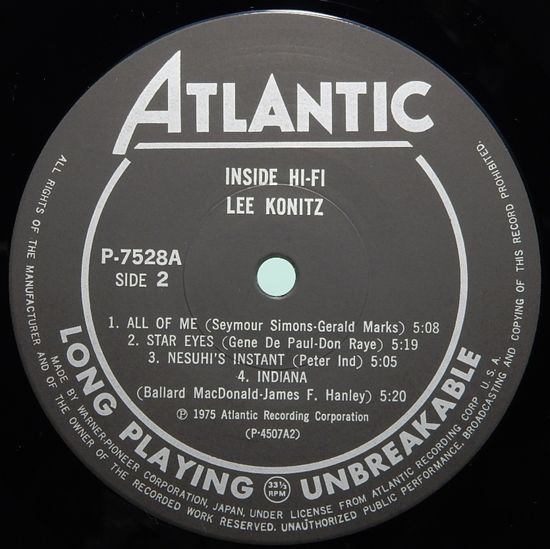 ATLANTIC
INSIDE HI-FI
LEE KONITZ
P-7528A
SIDE 2
1. ALL OF ME (Seymour Simons-Gerald Marks) 5:08
2. STAR EYES (Gene De Paul-Don Raye) 5:19
3. NESUHI'S INSTANT (Peter Ind) 5:05
4. INDIANA
(Ballard MacDonald-James F. Hanley) 5:20
Ⓟ 1975 Atlantic Recording Corporation
(P-4507A2)
LONG PLAYING 33⅓ RPM UNBREAKABLE
MADE BY WARNER-PIONEER CORPORATION, JAPAN, UNDER LICENSE FROM ATLANTIC RECORDING CORP. U.S.A.
ALL RIGHTS OF THE MANUFACTURER AND OF THE OWNER OF THE RECORDED WORK RESERVED. UNAUTHORIZED PUBLIC PERFORMANCE, BROADCASTING AND COPYING OF THIS RECORD PROHIBITED.